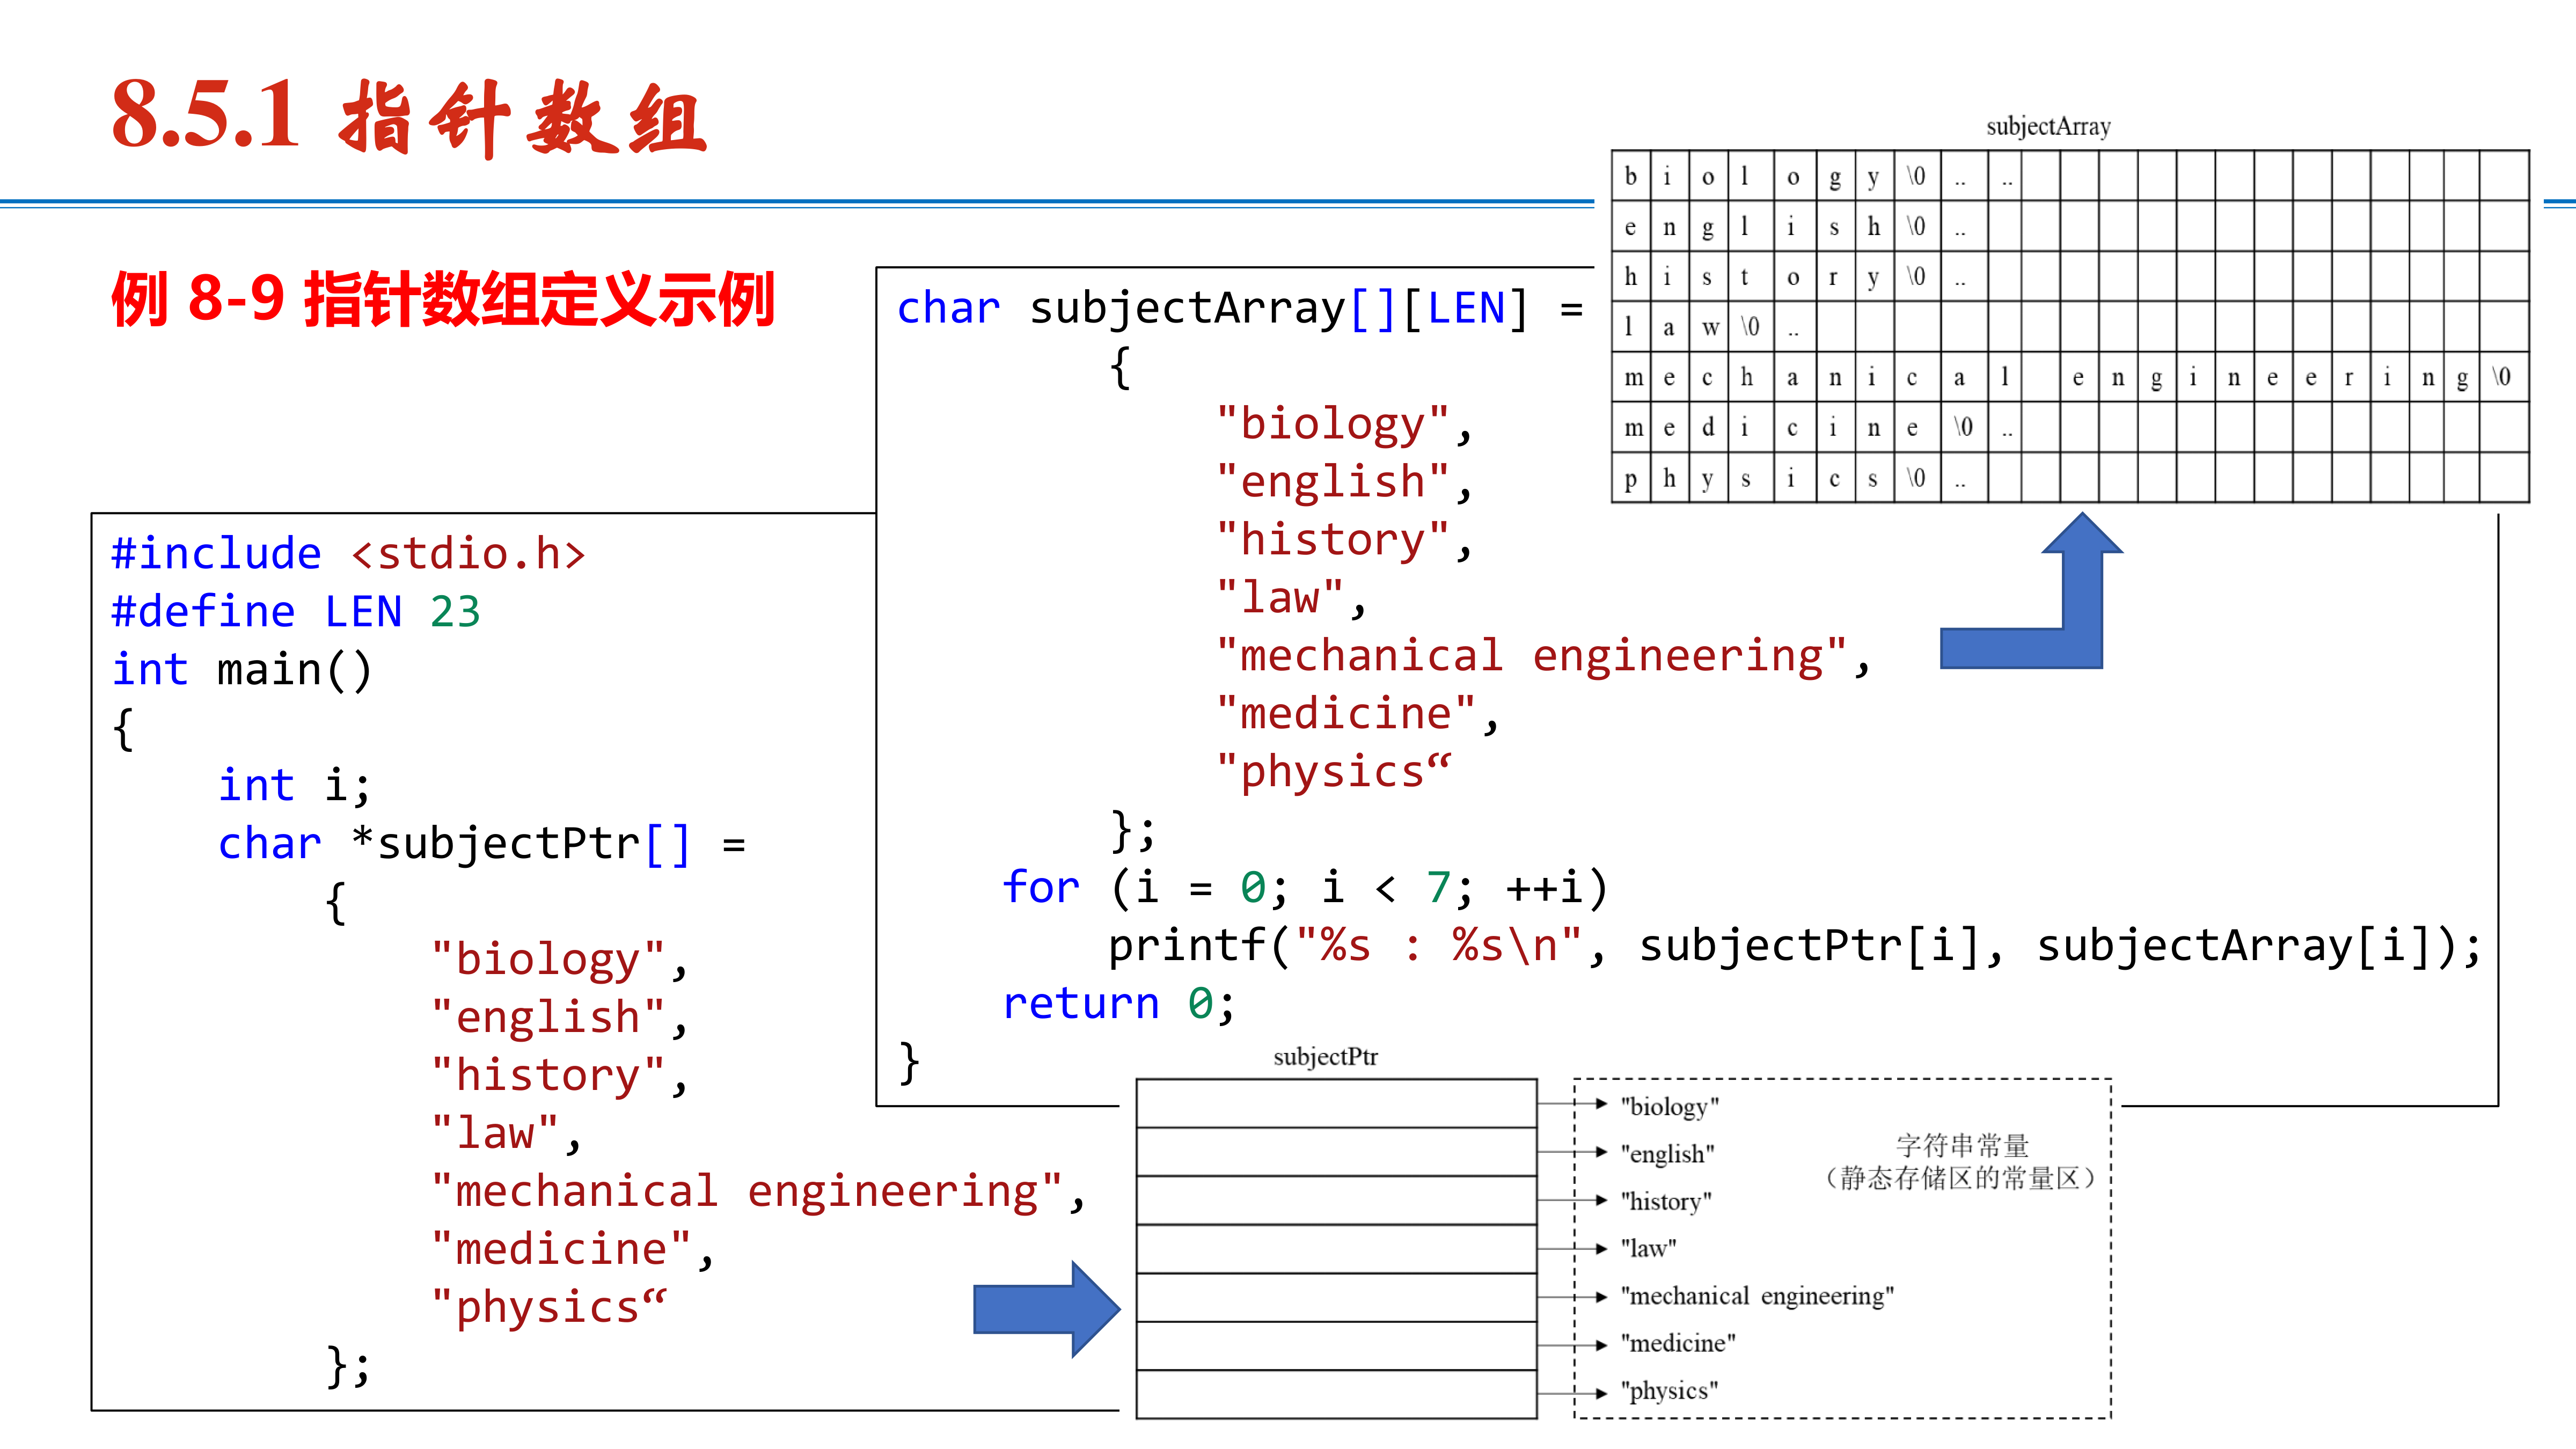 8.5.1 指针数组
例 8-9 指针数组定义示例
#include <stdio.h>
#define LEN 23
int main()
{
int i;
char *subjectPtr[] =
{
"biology",
"english",
"history",
"law",
"mechanical engineering",
"medicine",
"physics“
};
char subjectArray[][LEN] =
{
"biology",
"english",
"history",
"law",
"mechanical engineering",
"medicine",
"physics“
};
for (i = 0; i < 7; ++i)
printf("%s : %s\n", subjectPtr[i], subjectArray[i]);
return 0;
}
subjectArray
b i o l o g y \0 .. ..
e n g l i s h \0 ..
h i s t o r y \0 ..
l a w \0 ..
m e c h a n i c a l e n g i n e e r i n g \0
m e d i c i n e \0 ..
p h y s i c s \0 ..
subjectPtr
"biology"
"english"
"history"
"law"
"mechanical engineering"
"medicine"
"physics"
字符串常量
（静态存储区的常量区）